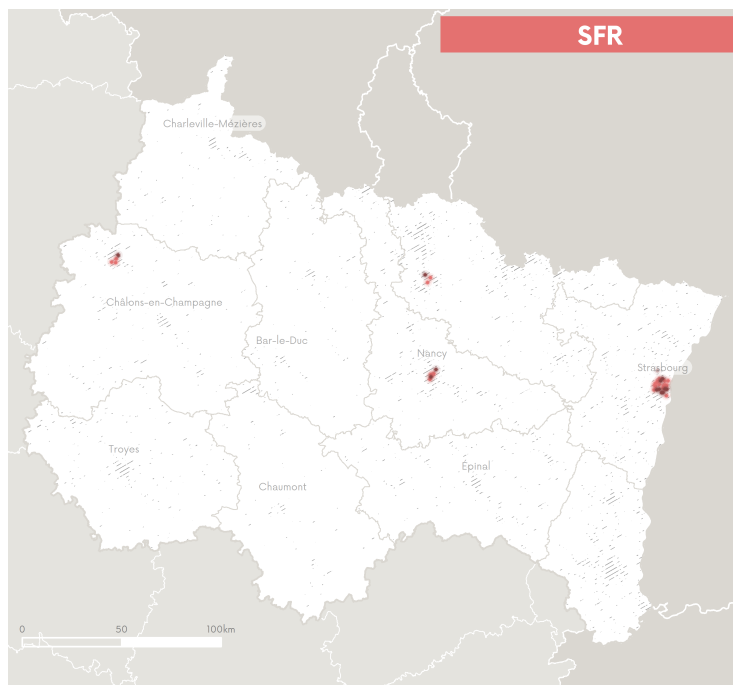 SFR
Charleville-Mézières
Châlons-en-Champagne
Bar-le-Duc
Nancy
Strasbourg
Troyes
Épinal
Chaumont
0 50 100km